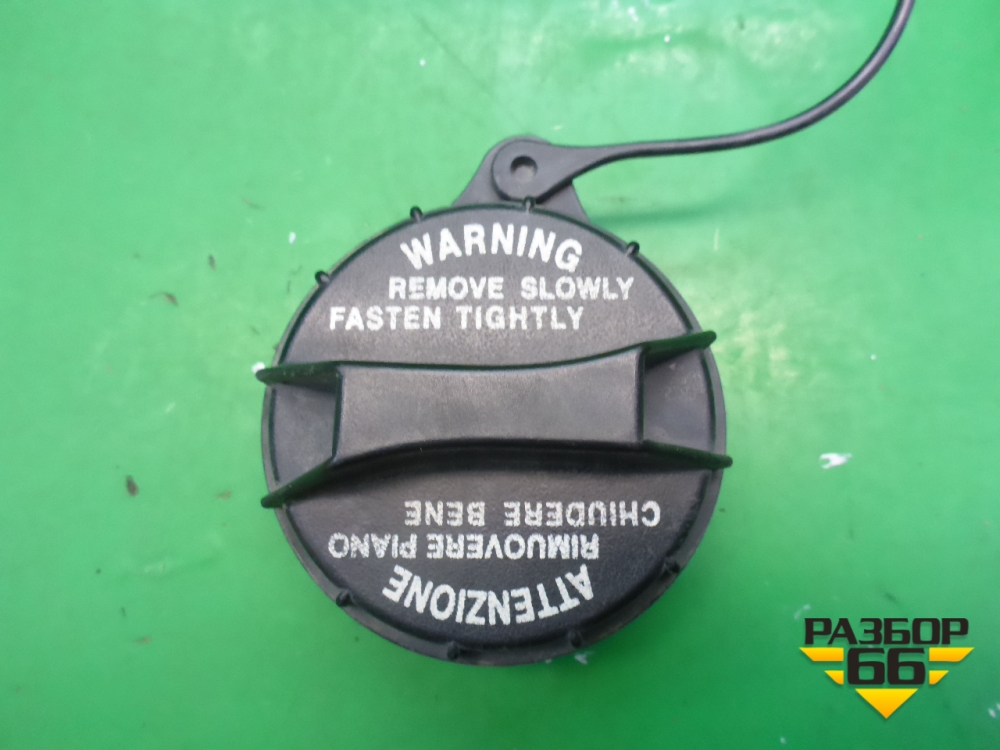 WARNING
REMOVE SLOWLY
FASTEN TIGHTLY
ATTENZIONE
RIMUOVERE PIANO
CHIUDERE BENE
РАЗБОР
66